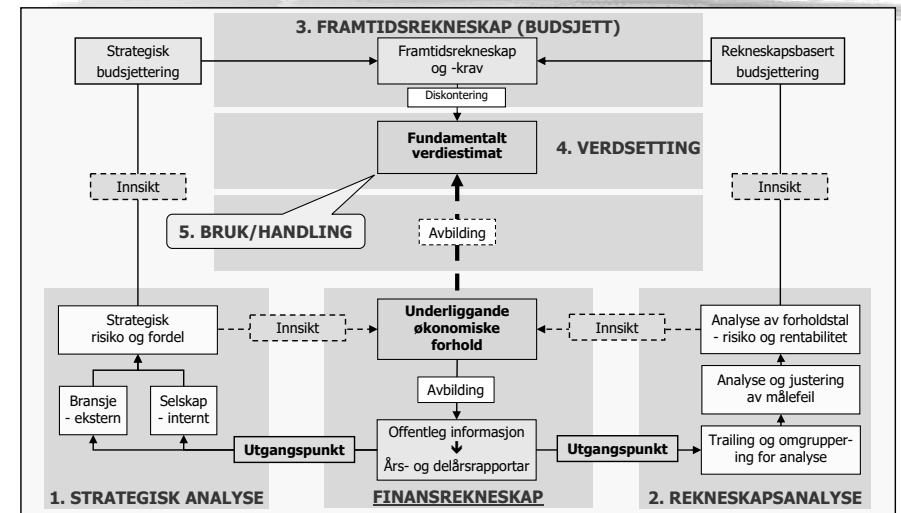 3. FRAMTIDSREKNESKAP (BUDSJETT)
Strategisk
budsjettering
Framtidsrekneskap
og -krav
Rekneskapsbasert
budsjettering
Diskontering
Fundamentalt
verdiestimat
4. VERDSETTING
Innsikt
Innsikt
5. BRUK/HANDLING
Avbilding
Strategisk
risiko og fordel
Innsikt
Underliggande
økonomiske
forhold
Innsikt
Analyse av forholdstal
- risiko og rentabilitet
Bransje
- ekstern
Selskap
- internt
Avbilding
Analyse og justering
av målefeil
Utgangspunkt
Offentleg informasjon
Års- og delårsrapportar
Utgangspunkt
Trailing og omgrupper-
ing for analyse
1. STRATEGISK ANALYSE
FINANSREKNESKAP
2. REKNESKAPSANALYSE